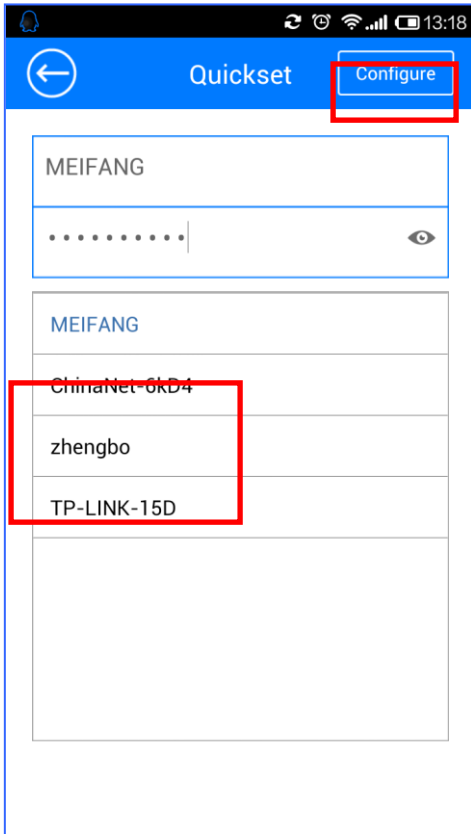 13:18
Quickset
Configure
MEIFANG
••••••••••
MEIFANG
ChinaNet-6kD4
zhengbo
TP-LINK-15D